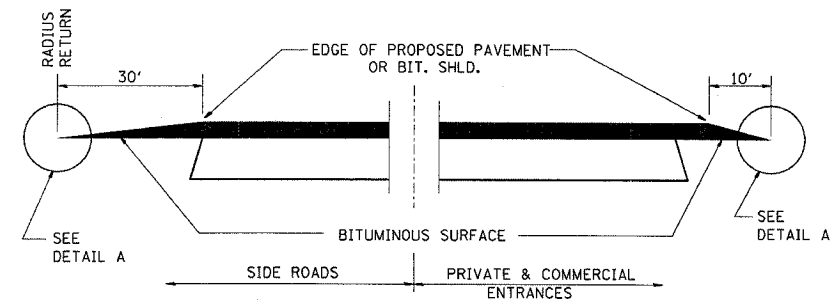 RADIUS
RETURN
30'
EDGE OF PROPOSED PAVEMENT
OR BIT. SHLD.
10'
SEE
DETAIL A
BITUMINOUS SURFACE
SEE
DETAIL A
SIDE ROADS
PRIVATE & COMMERCIAL
ENTRANCES